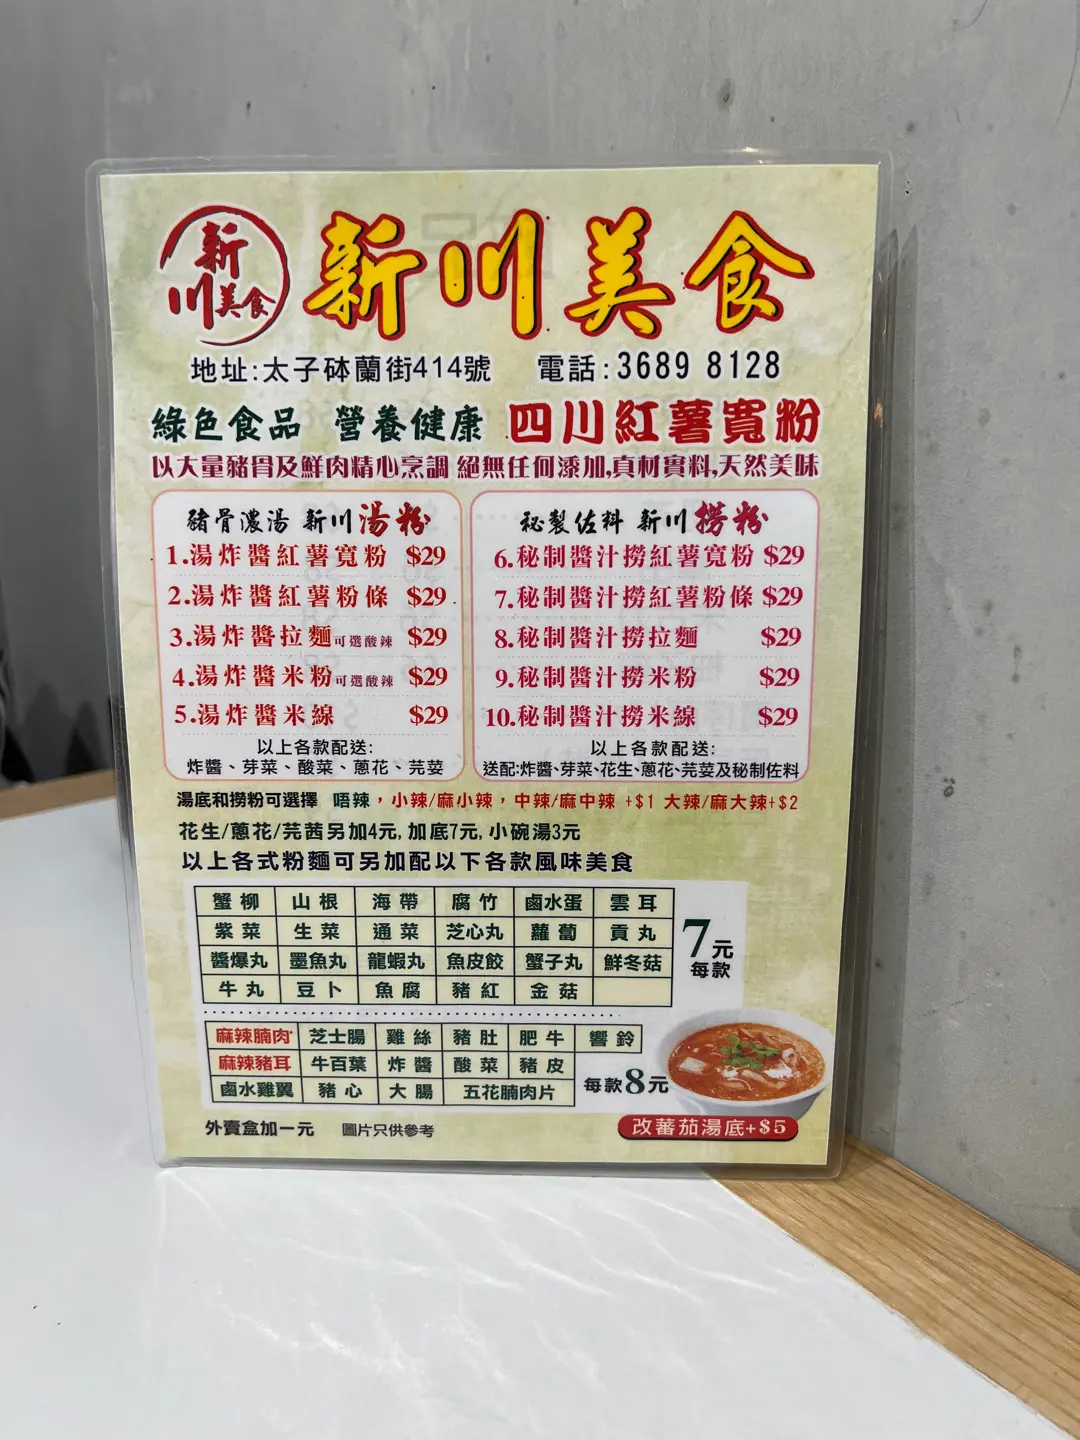 新川美食
新川美食
地址:太子砵蘭街414號 電話:3689 8128
綠色食品 營養健康 四川紅薯寬粉
以大量豬骨及鮮肉精心烹調 絕無任何添加,真材實料,天然美味
豬骨濃湯 新川湯粉
1.湯炸醬紅薯寬粉 $29
2.湯炸醬紅薯粉條 $29
3.湯炸醬拉麵可選酸辣 $29
4.湯炸醬米粉可選酸辣 $29
5.湯炸醬米線 $29
以上各款配送:
炸醬、芽菜、酸菜、蔥花、芫荽
秘製佐料 新川撈粉
6.秘制醬汁撈紅薯寬粉 $29
7.秘制醬汁撈紅薯粉條 $29
8.秘制醬汁撈拉麵 $29
9.秘制醬汁撈米粉 $29
10.秘制醬汁撈米線 $29
以上各款配送:
送配:炸醬、芽菜、花生、蔥花、芫荽及秘制佐料
湯底和撈粉可選擇 唔辣，小辣/麻小辣，中辣/麻中辣 +$1 大辣/麻大辣+$2
花生/蔥花/芫茜另加4元,加底7元,小碗湯3元
以上各式粉麵可另加配以下各款風味美食
蟹柳 山根 海帶 腐竹 鹵水蛋 雲耳
紫菜 生菜 通菜 芝心丸 蘿蔔 貢丸
醬爆丸 墨魚丸 龍蝦丸 魚皮餃 蟹子丸 鮮冬菇
牛丸 豆卜 魚腐 豬紅 金菇
7元
每款
麻辣腩肉 芝士腸 雞絲 豬肚 肥牛 響鈴
麻辣豬耳 牛百葉 炸醬 酸菜 豬皮
鹵水雞翼 豬心 大腸 五花腩肉片
每款8元
改蕃茄湯底+$5
外賣盒加一元 圖片只供參考